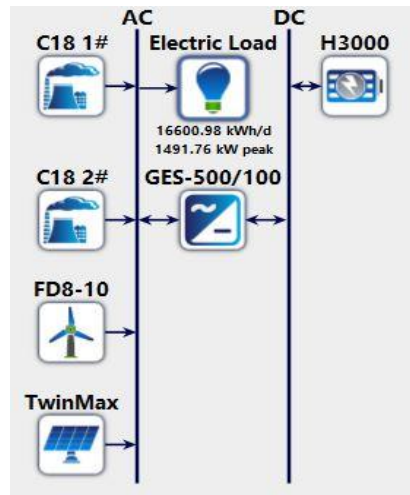 AC
DC
C18 1#
Electric Load
H3000
16600.98 kWh/d
1491.76 kW peak
C18 2#
GES-500/100
FD8-10
TwinMax